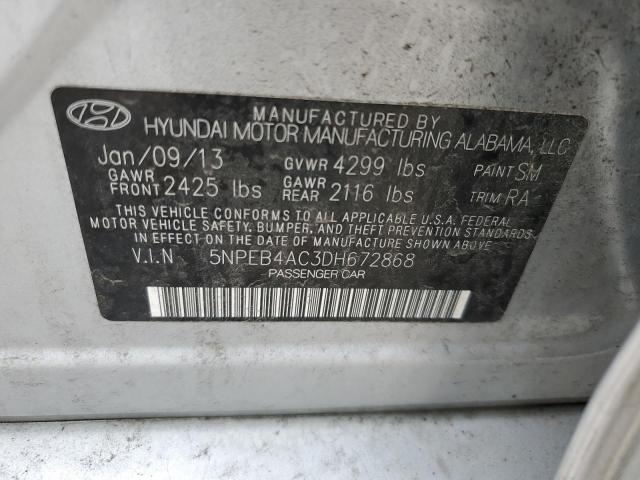 MANUFACTURED BY
HYUNDAI MOTOR MANUFACTURING ALABAMA, LLC
Jan/09/13 GVWR 4299 lbs PAINT SM
GAWR FRONT 2425 lbs GAWR REAR 2116 lbs TRIM RA
THIS VEHICLE CONFORMS TO ALL APPLICABLE U.S.A. FEDERAL
MOTOR VEHICLE SAFETY, BUMPER, AND THEFT PREVENTION STANDARDS
IN EFFECT ON THE DATE OF MANUFACTURE SHOWN ABOVE
V.I.N 5NPEB4AC3DH672868
PASSENGER CAR